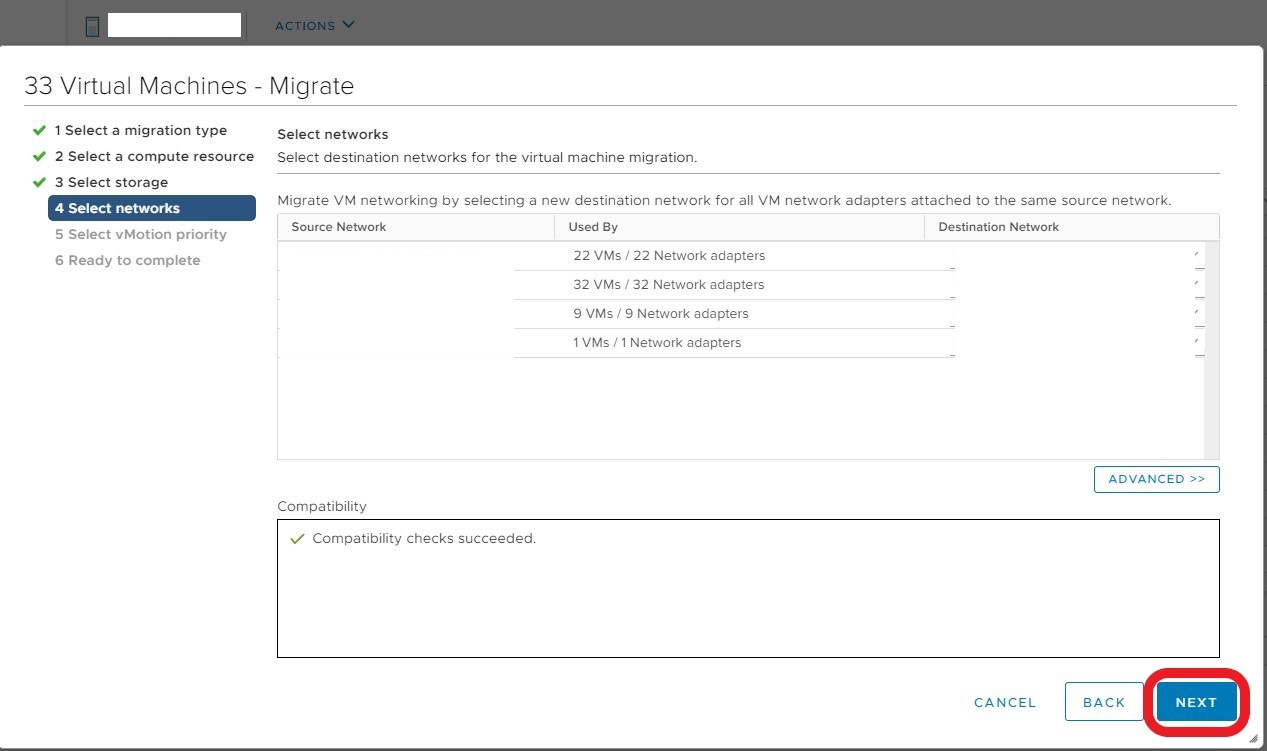 ACTIONS
33 Virtual Machines - Migrate
1 Select a migration type
2 Select a compute resource
3 Select storage
4 Select networks
5 Select vMotion priority
6 Ready to complete
Select networks
Select destination networks for the virtual machine migration.
Migrate VM networking by selecting a new destination network for all VM network adapters attached to the same source network.
Source Network Used By Destination Network
22 VMs / 22 Network adapters
32 VMs / 32 Network adapters
9 VMs / 9 Network adapters
1 VMs / 1 Network adapters
ADVANCED >>
Compatibility
Compatibility checks succeeded.
CANCEL BACK NEXT